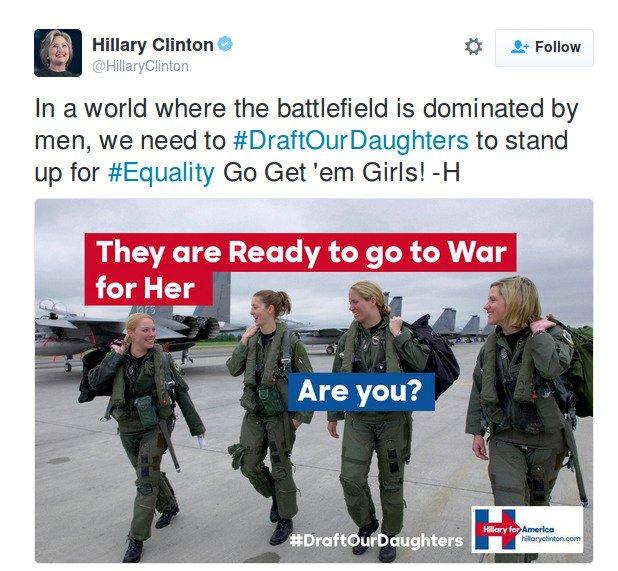 Hillary Clinton
@HillaryClinton
Follow
In a world where the battlefield is dominated by
men, we need to #DraftOurDaughters to stand
up for #Equality Go Get 'em Girls! -H
They are Ready to go to War
for Her
Are you?
#DraftOurDaughters
Hillary for America
hillaryclinton.com